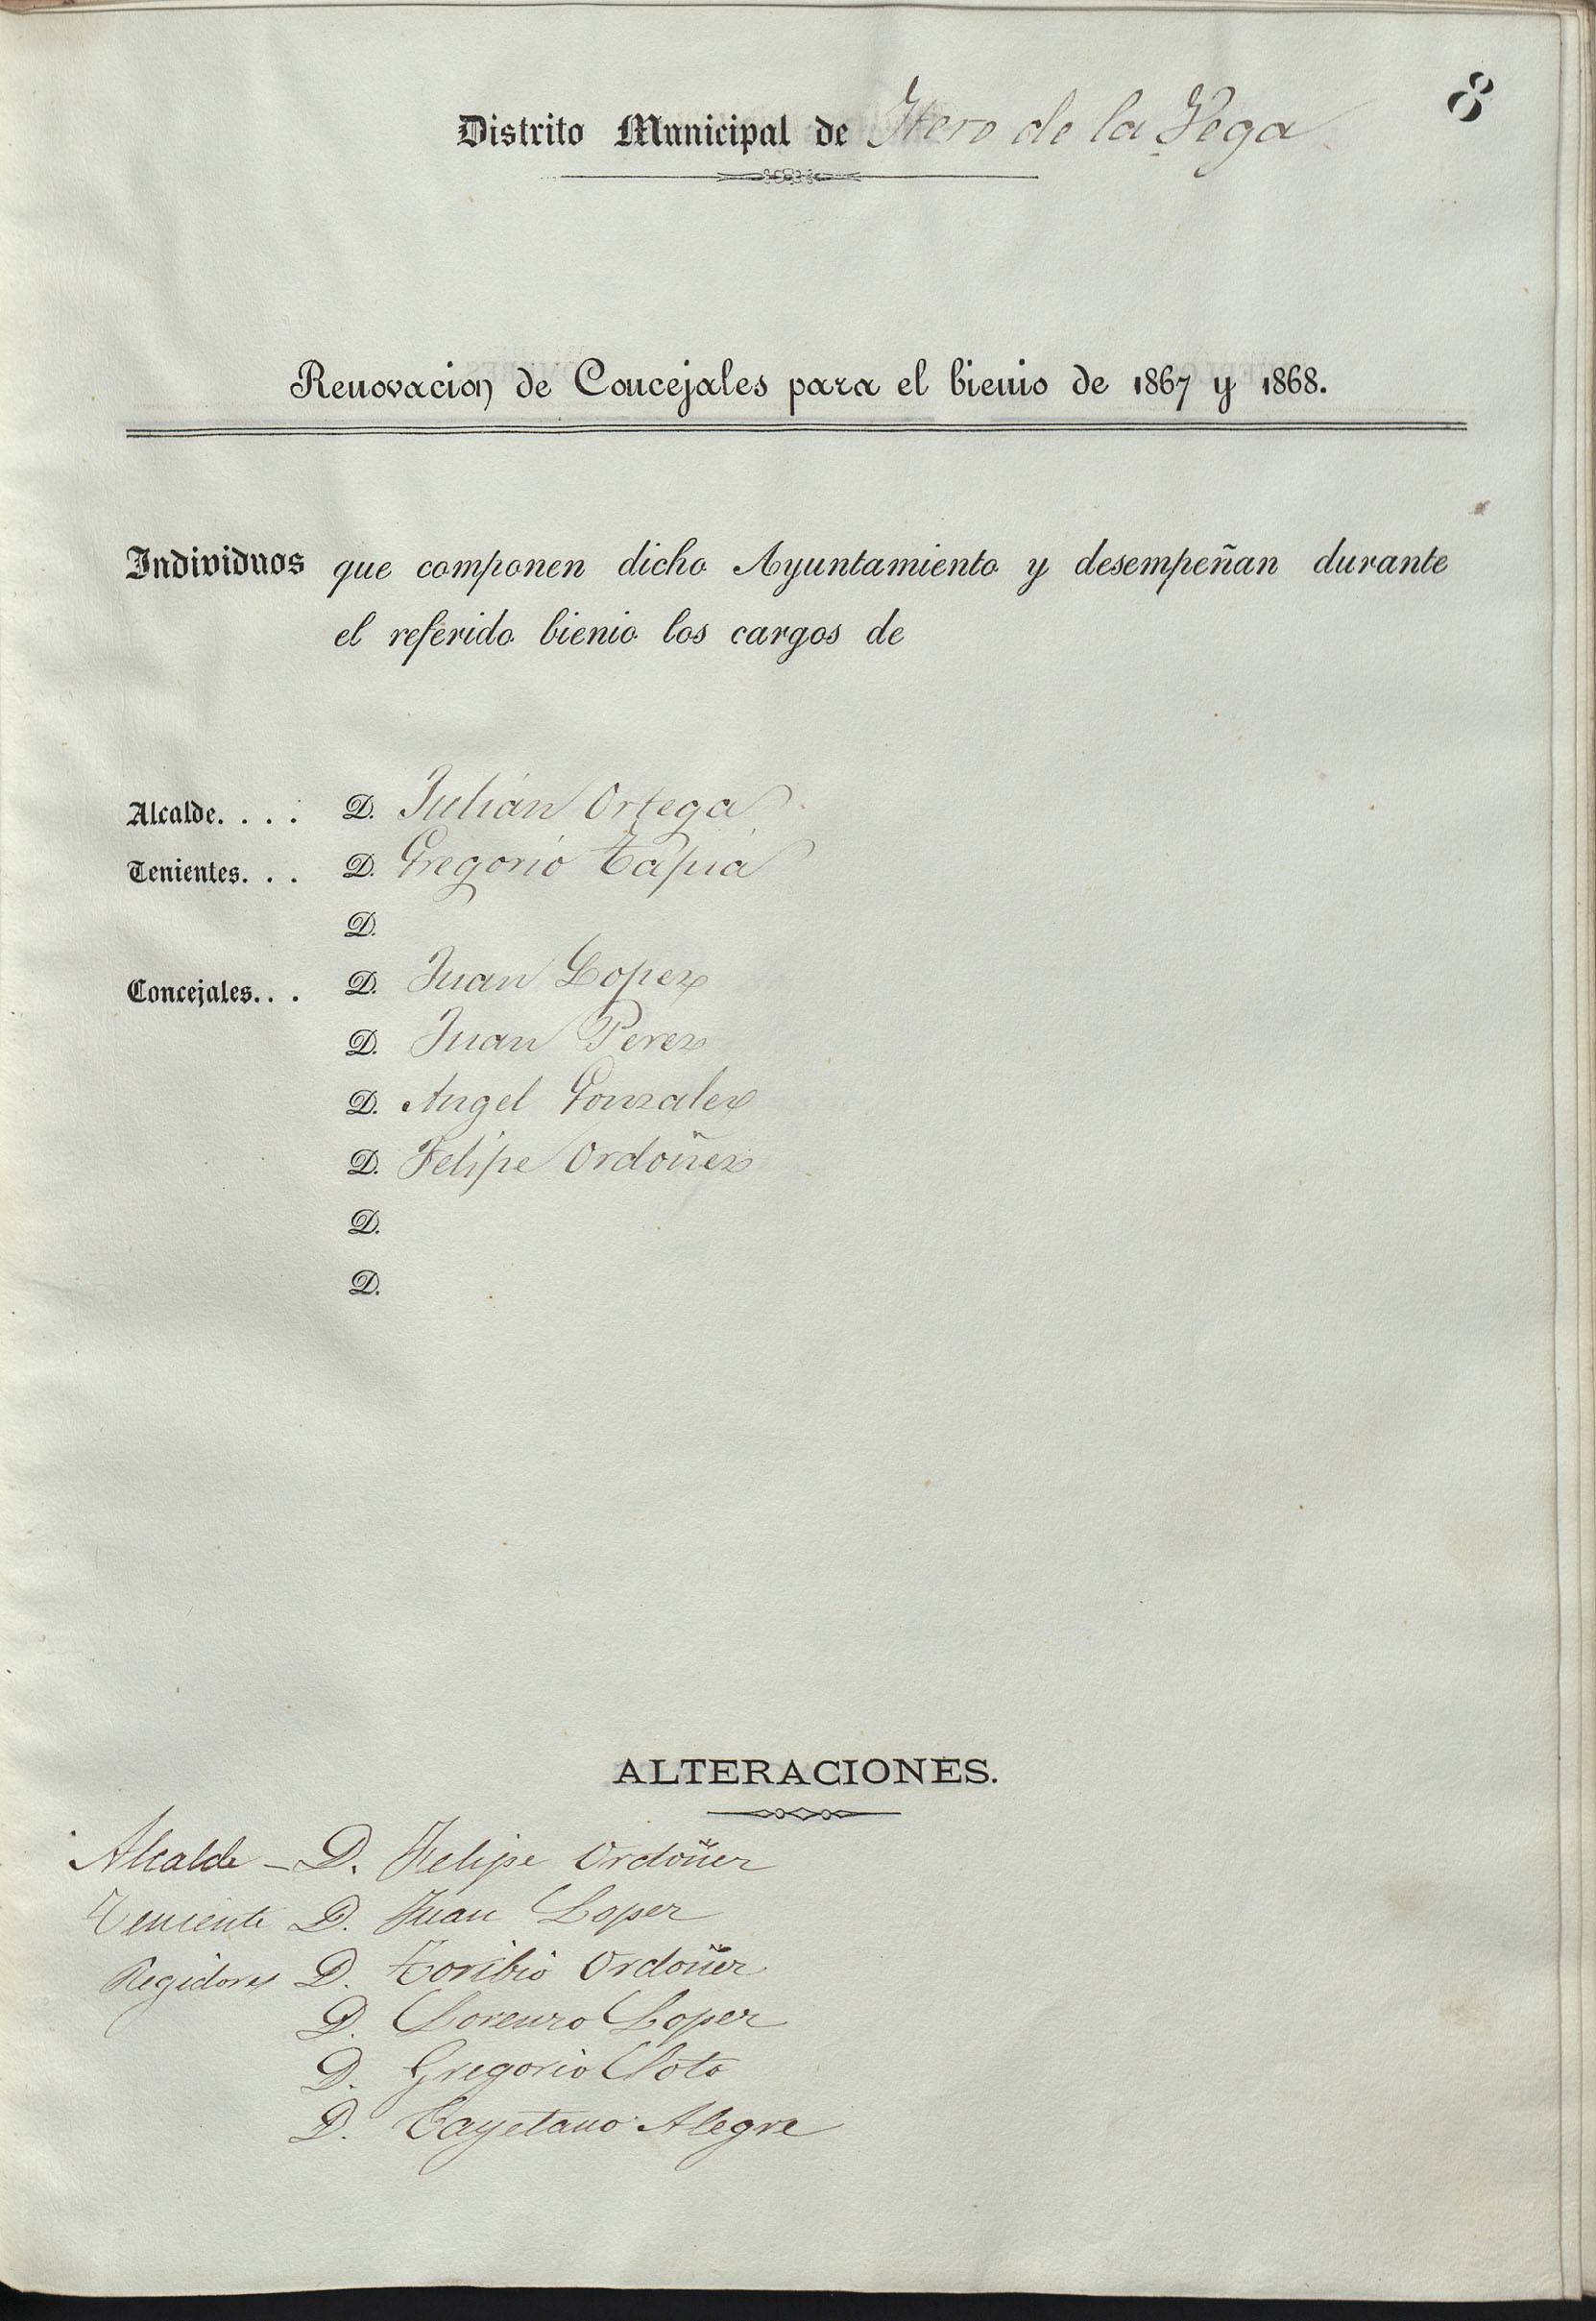 8
Distrito Municipal de Itero de la Vega
Renovacion de Concejales para el bienio de 1867 y 1868.
Individuos que componen dicho Ayuntamiento y desempeñan durante
el referido bienio los cargos de
Alcalde.... D. Julián Ortega
Tenientes... D. Gregorio Tapia
D.
Concejales... D. Juan Lopez
D. Juan Perez
D. Angel Gonzalez
D. Felipe Ordoñez
D.
D.
ALTERACIONES.
Alcalde - D. Felipe Ordoñez
Teniente D. Juan Lopez
Regidores D. Toribio Ordoñez
D. Lorenzo Lopez
D. Gregorio Soto
D. Cayetano Alegre